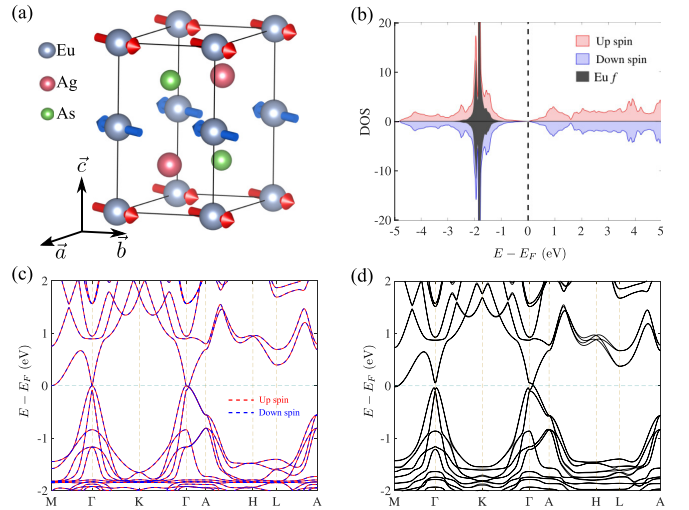 (a)
Eu
Ag
As
c⃗
a⃗
b⃗
(b)
DOS
20
10
0
-10
-20
-5 -4 -3 -2 -1 0 1 2 3 4 5
E − E_F (eV)
Up spin
Down spin
Eu f
(c)
E − E_F (eV)
2
1
0
-1
-2
Up spin
Down spin
M Γ K Γ A H L A
(d)
E − E_F (eV)
2
1
0
-1
-2
M Γ K Γ A H L A